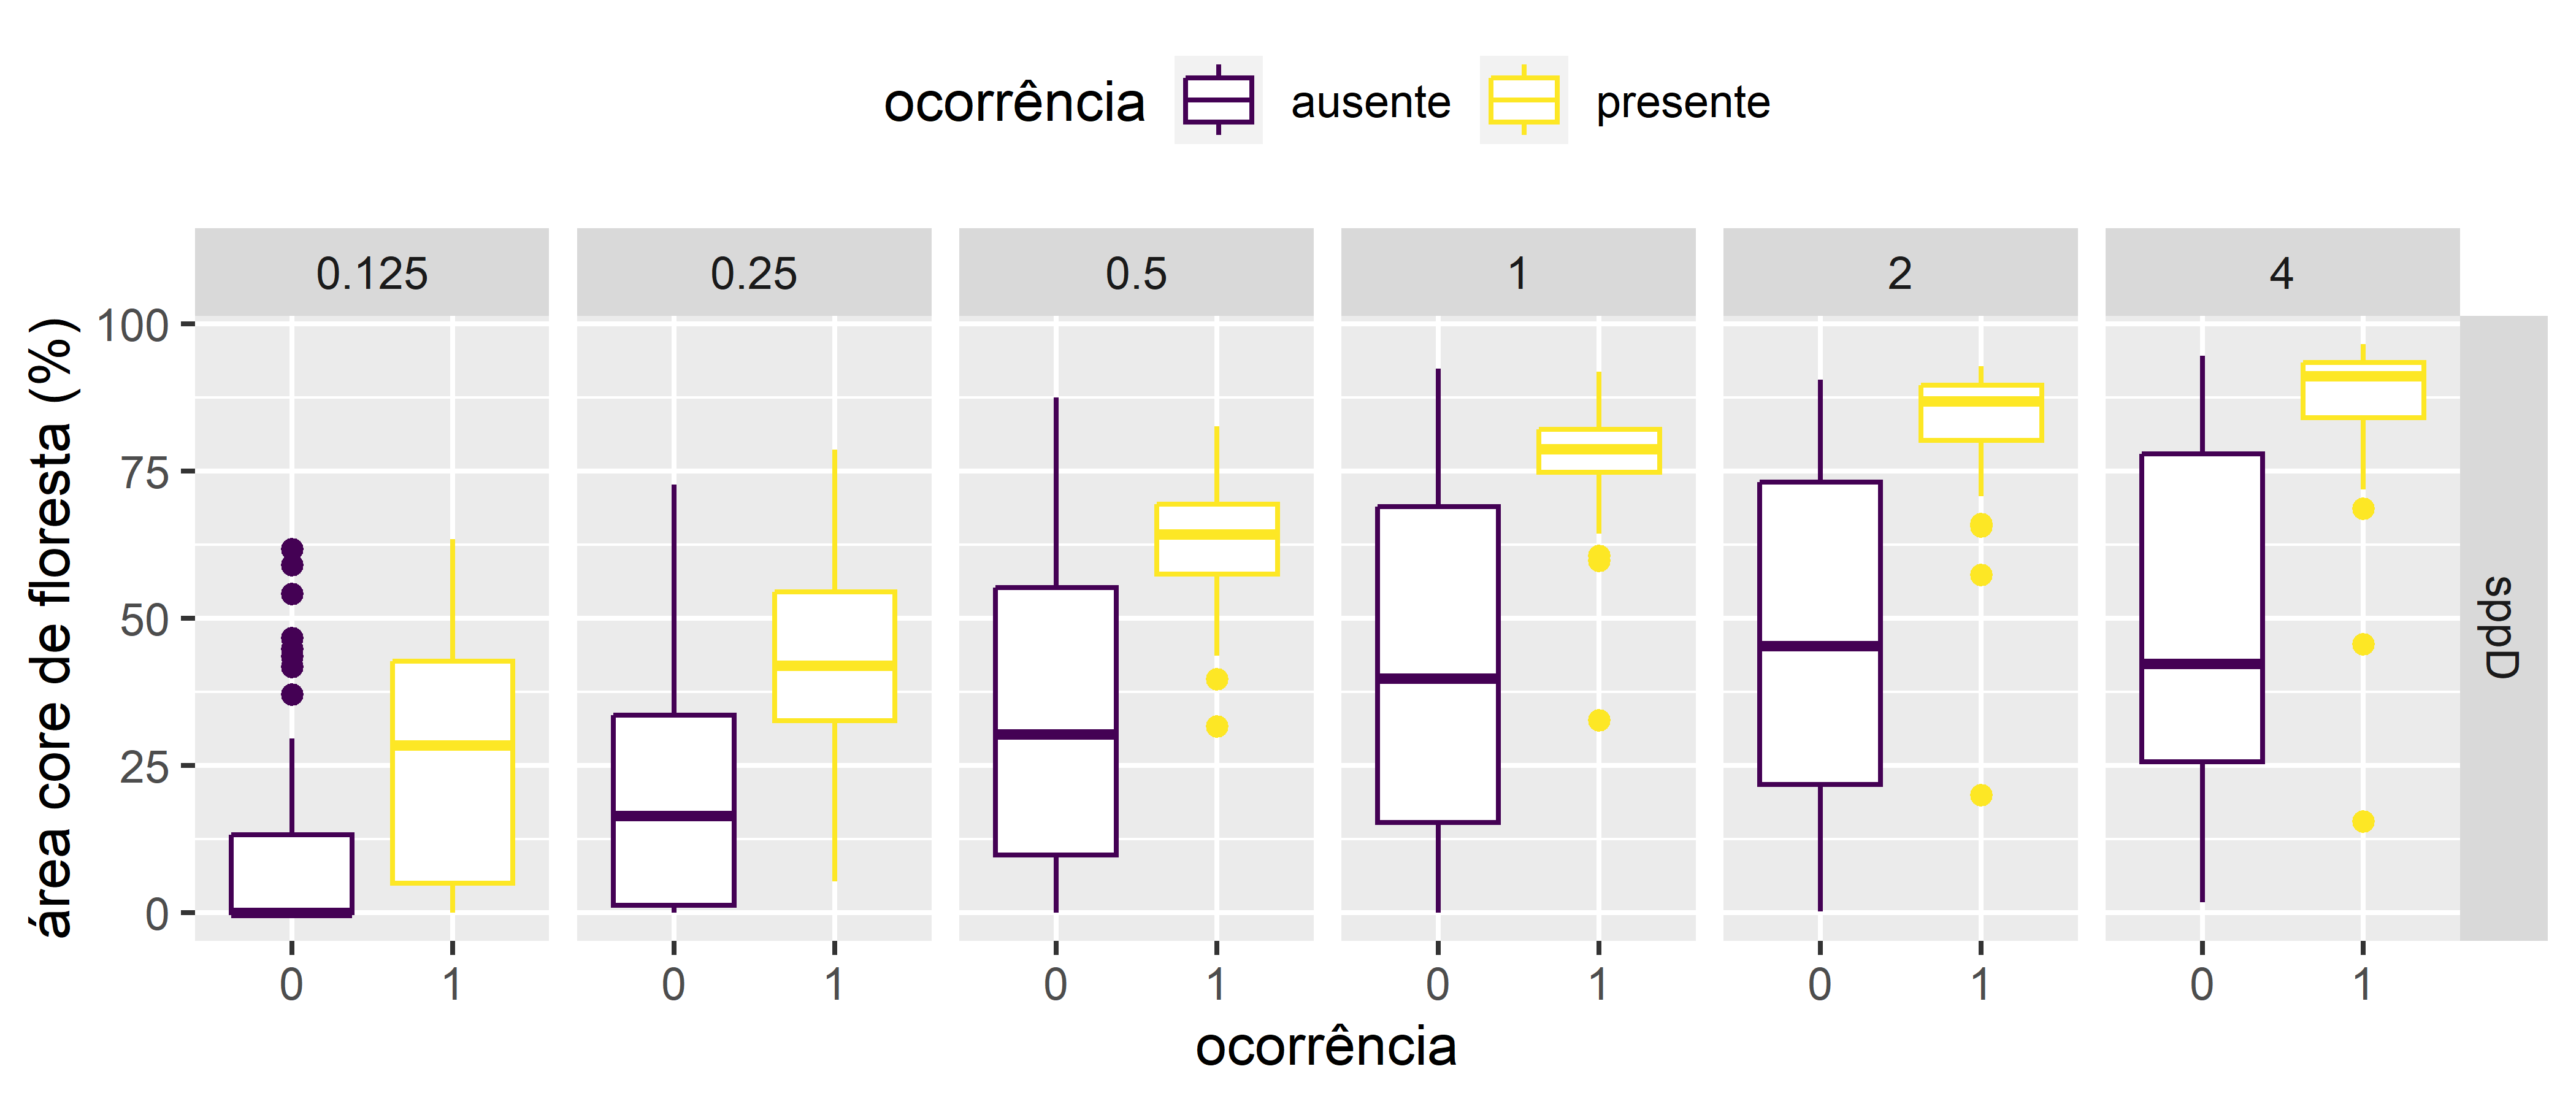 ocorrência ausente presente
0.125 0.25 0.5 1 2 4
área core de floresta (%)
100
75
50
25
0
sppD
0 1 0 1 0 1 0 1 0 1 0 1
ocorrência